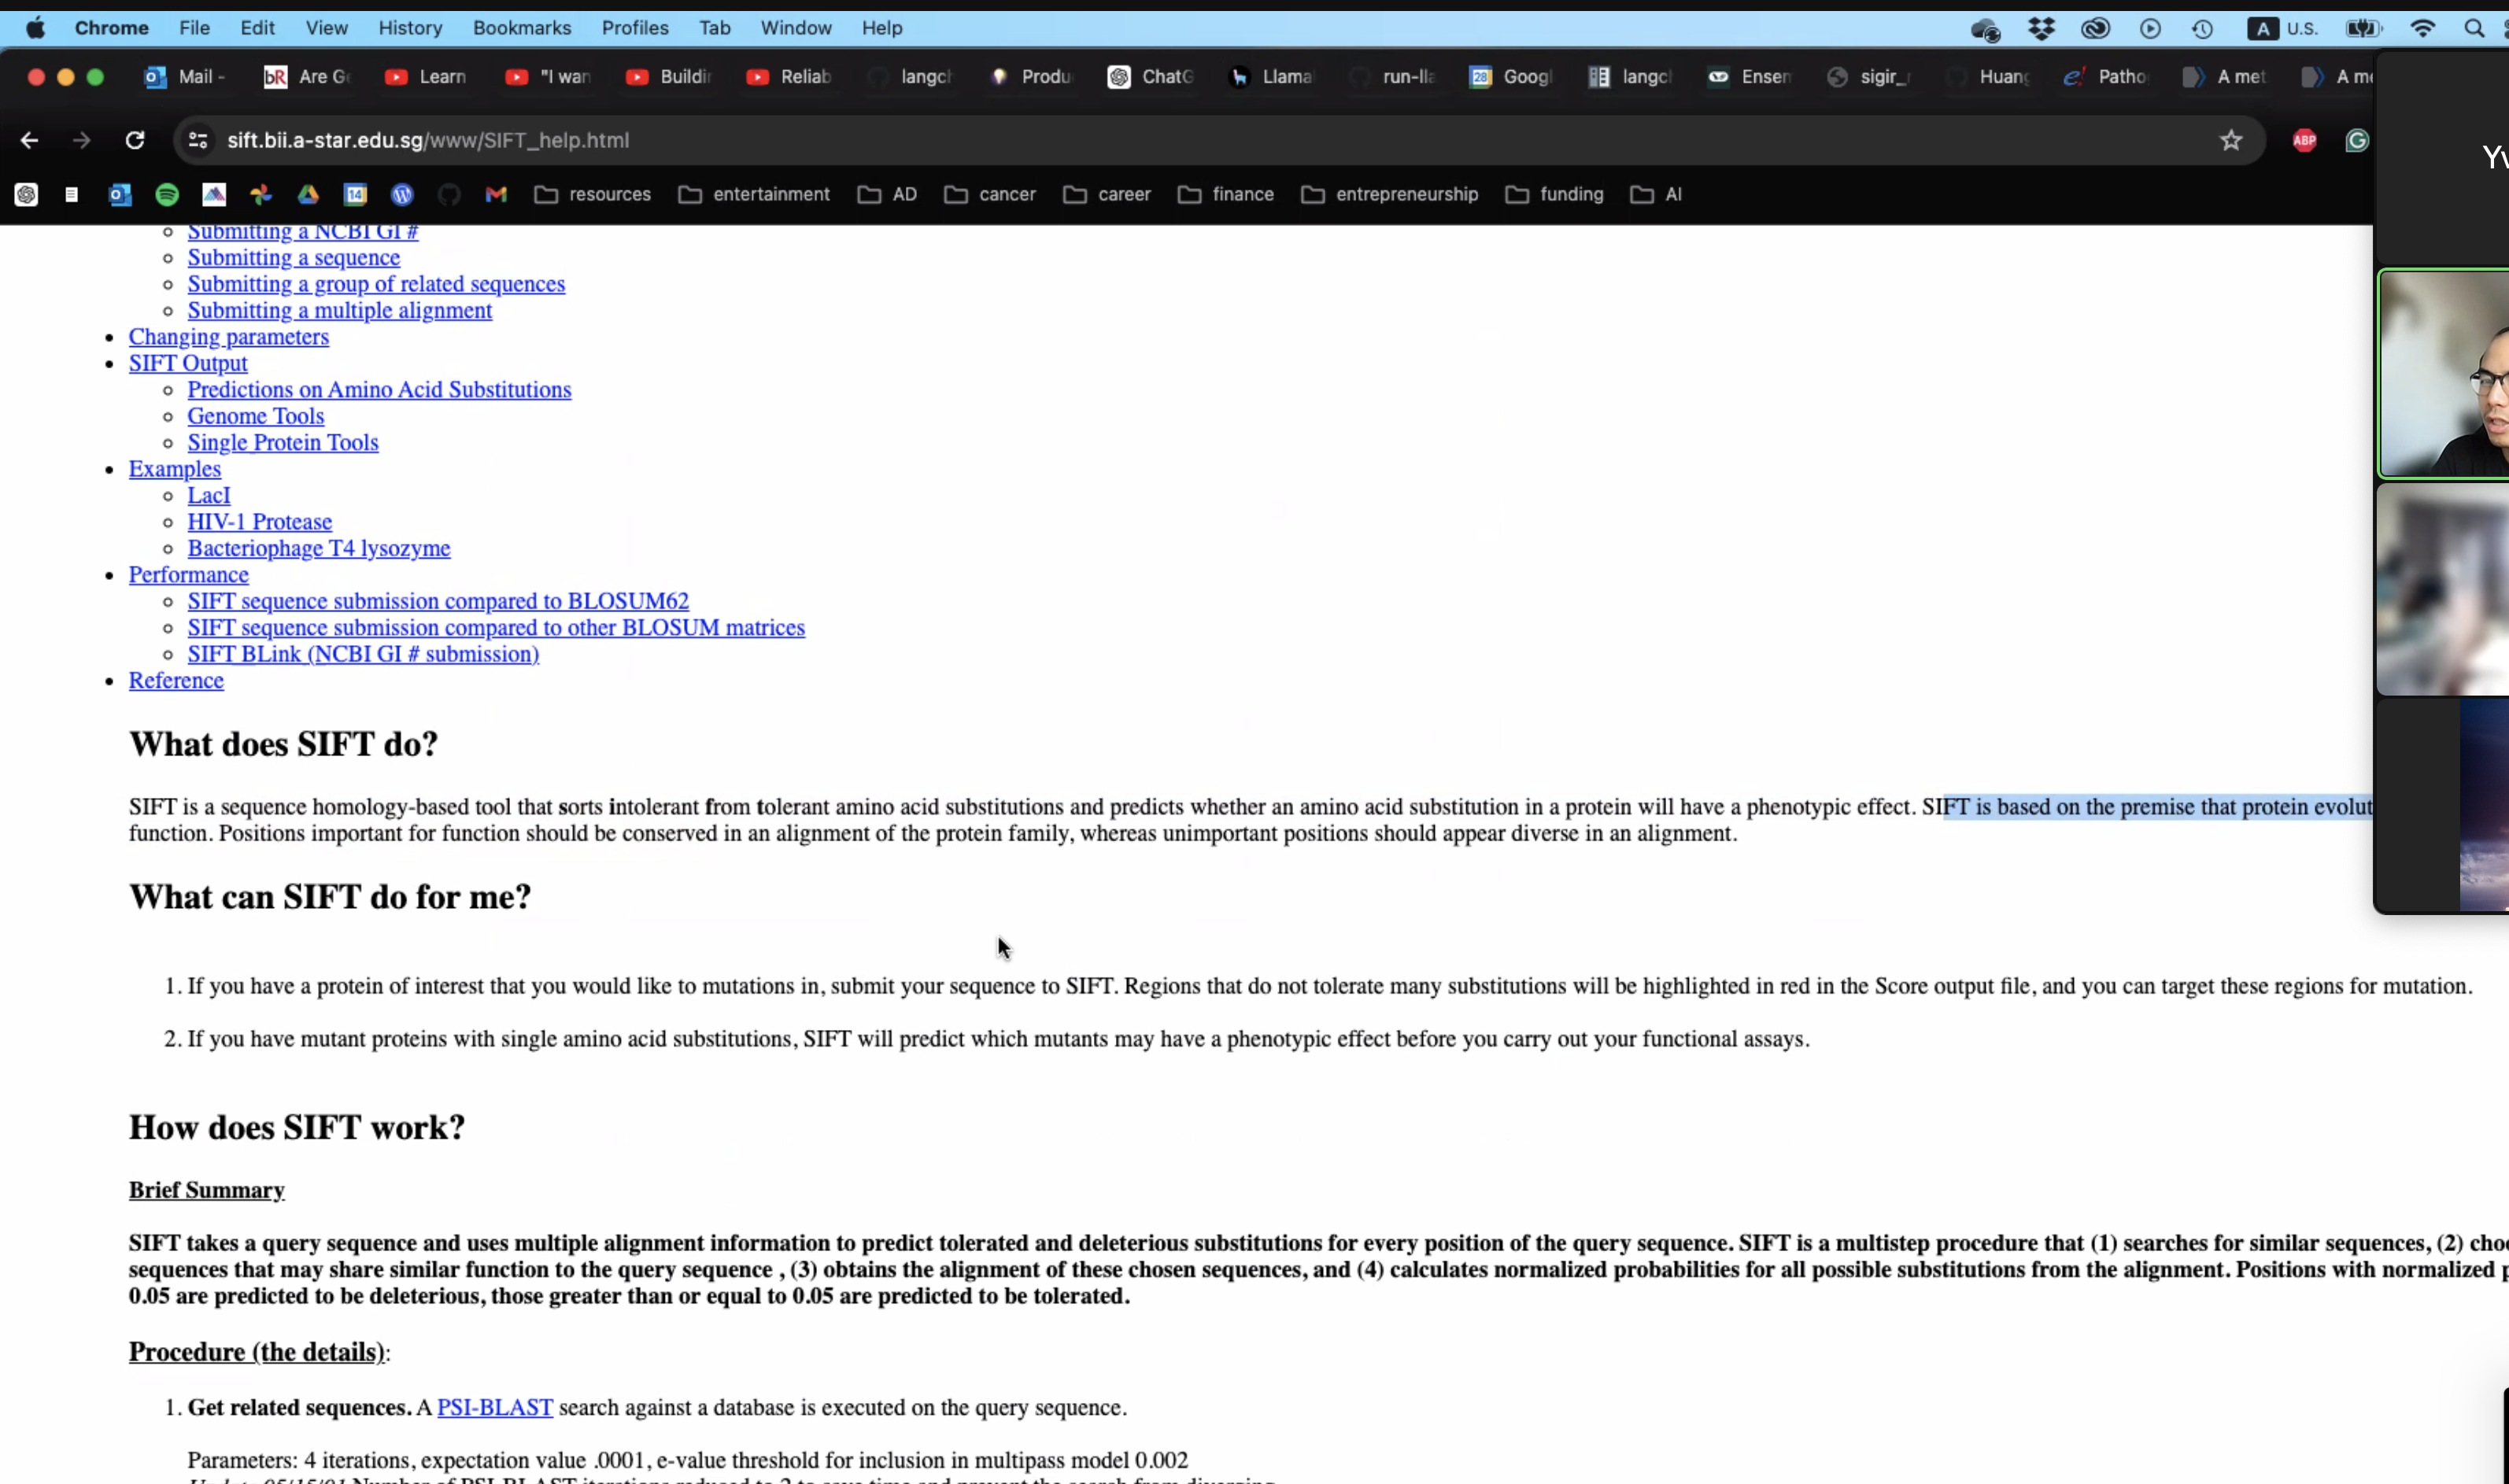 Chrome File Edit View History Bookmarks Profiles Tab Window Help A U.S.
Mail - bR Are Ge Learn "I wan Buildin Reliab langch Produ ChatG Llama run-lla 28 Googl langcl Ensem sigir_r Huang e! Patho A met A me
sift.bii.a-star.edu.sg/www/SIFT_help.html ABP Yv
14 resources entertainment AD cancer career finance entrepreneurship funding AI
Submitting a NCBI GI #
Submitting a sequence
Submitting a group of related sequences
Submitting a multiple alignment
Changing parameters
SIFT Output
Predictions on Amino Acid Substitutions
Genome Tools
Single Protein Tools
Examples
LacI
HIV-1 Protease
Bacteriophage T4 lysozyme
Performance
SIFT sequence submission compared to BLOSUM62
SIFT sequence submission compared to other BLOSUM matrices
SIFT BLink (NCBI GI # submission)
Reference
What does SIFT do?
SIFT is a sequence homology-based tool that sorts intolerant from tolerant amino acid substitutions and predicts whether an amino acid substitution in a protein will have a phenotypic effect. SIFT is based on the premise that protein evolut
function. Positions important for function should be conserved in an alignment of the protein family, whereas unimportant positions should appear diverse in an alignment.
What can SIFT do for me?
1. If you have a protein of interest that you would like to mutations in, submit your sequence to SIFT. Regions that do not tolerate many substitutions will be highlighted in red in the Score output file, and you can target these regions for mutation.
2. If you have mutant proteins with single amino acid substitutions, SIFT will predict which mutants may have a phenotypic effect before you carry out your functional assays.
How does SIFT work?
Brief Summary
SIFT takes a query sequence and uses multiple alignment information to predict tolerated and deleterious substitutions for every position of the query sequence. SIFT is a multistep procedure that (1) searches for similar sequences, (2) choo
sequences that may share similar function to the query sequence , (3) obtains the alignment of these chosen sequences, and (4) calculates normalized probabilities for all possible substitutions from the alignment. Positions with normalized p
0.05 are predicted to be deleterious, those greater than or equal to 0.05 are predicted to be tolerated.
Procedure (the details):
1. Get related sequences. A PSI-BLAST search against a database is executed on the query sequence.
Parameters: 4 iterations, expectation value .0001, e-value threshold for inclusion in multipass model 0.002